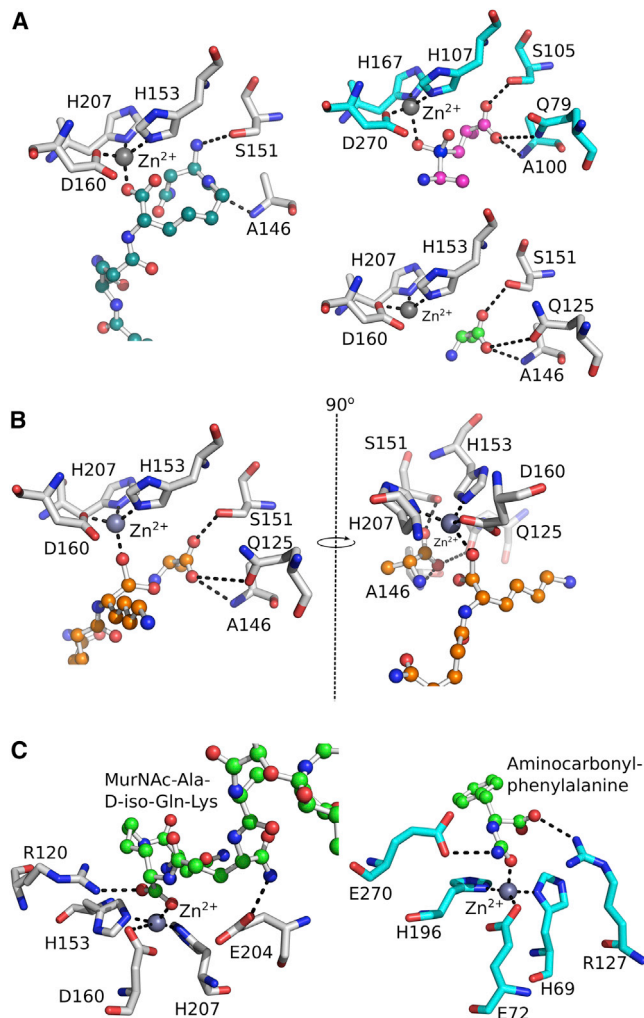 A
H207
H153
S151
Zn2+
D160
A146
H167
H107
S105
Zn2+
Q79
D270
A100
H207
H153
S151
Zn2+
Q125
D160
A146
B
90o
H207
H153
S151
Zn2+
D160
Q125
A146
S151
H153
D160
H207
Zn2+
Q125
A146
C
MurNAc-Ala-
D-iso-Gln-Lys
R120
Zn2+
H153
E204
D160
H207
Aminocarbonyl-
phenylalanine
E270
Zn2+
H196
R127
H69
E72